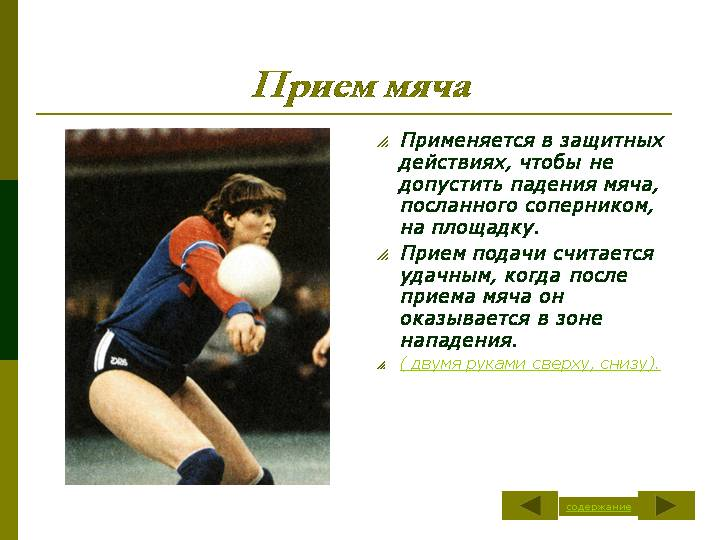 Прием мяча
Применяется в защитных
действиях, чтобы не
допустить падения мяча,
посланного соперником,
на площадку.
Прием подачи считается
удачным, когда после
приема мяча он
оказывается в зоне
нападения.
( двумя руками сверху, снизу).
содержание